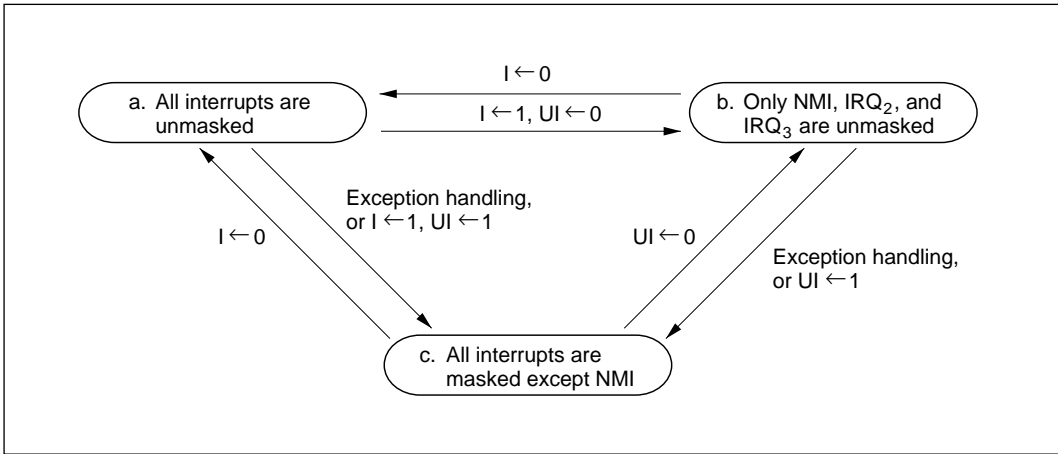 I ← 0
a. All interrupts are
unmasked
I ← 1, UI ← 0
b. Only NMI, IRQ₂, and
IRQ₃ are unmasked
Exception handling,
or I ← 1, UI ← 1
I ← 0
UI ← 0
Exception handling,
or UI ← 1
c. All interrupts are
masked except NMI